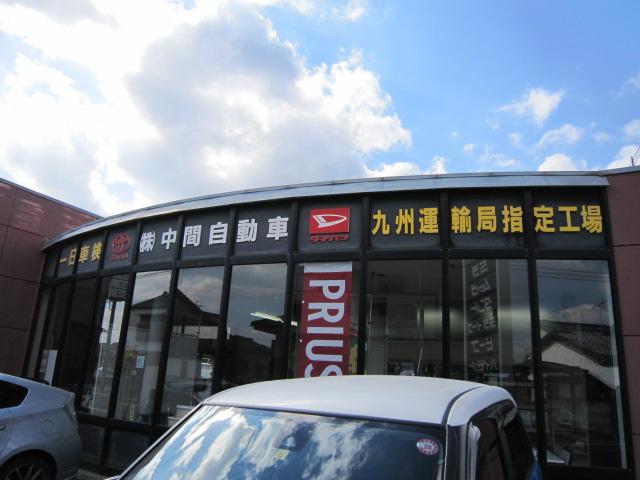 一日車検
TOYOTA
㈱中間自動車
ダイハツ
九州運輸局指定工場
PRIUS